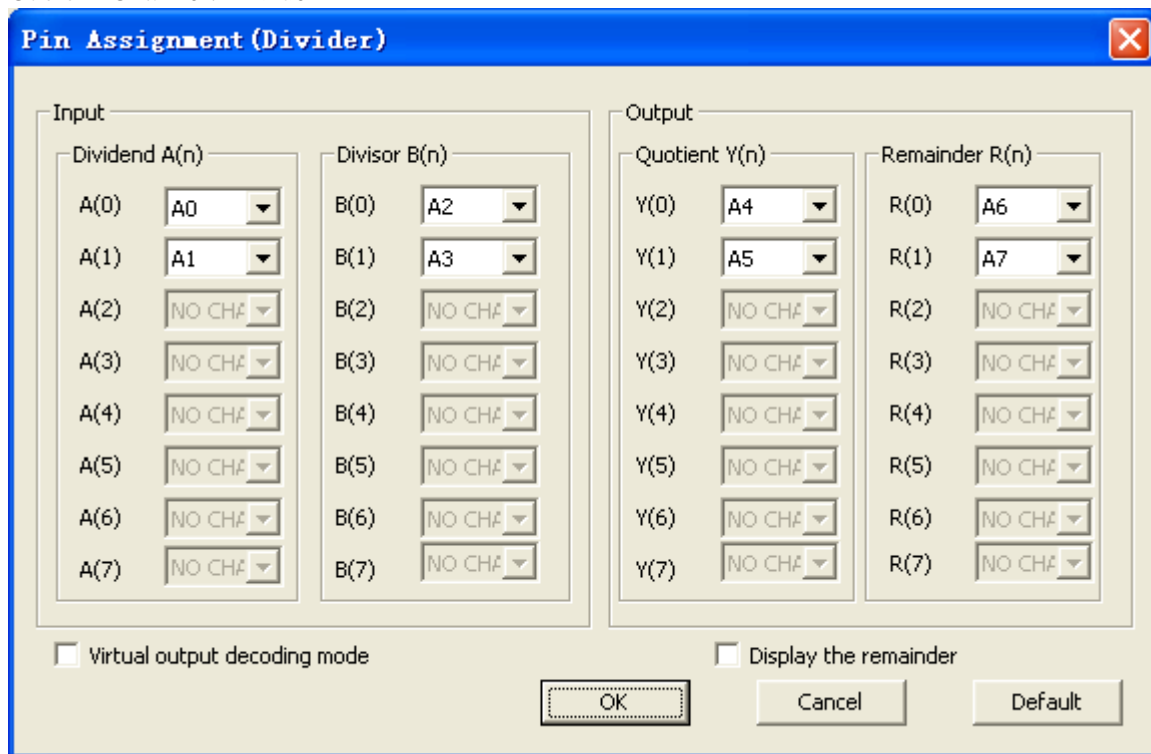 Pin Assignment(Divider)
Input
Output
Dividend A(n)
Divisor B(n)
Quotient Y(n)
Remainder R(n)
A(0) A0 B(0) A2 Y(0) A4 R(0) A6
A(1) A1 B(1) A3 Y(1) A5 R(1) A7
A(2) NO CHA B(2) NO CHA Y(2) NO CHA R(2) NO CHA
A(3) NO CHA B(3) NO CHA Y(3) NO CHA R(3) NO CHA
A(4) NO CHA B(4) NO CHA Y(4) NO CHA R(4) NO CHA
A(5) NO CHA B(5) NO CHA Y(5) NO CHA R(5) NO CHA
A(6) NO CHA B(6) NO CHA Y(6) NO CHA R(6) NO CHA
A(7) NO CHA B(7) NO CHA Y(7) NO CHA R(7) NO CHA
Virtual output decoding mode
Display the remainder
OK
Cancel
Default